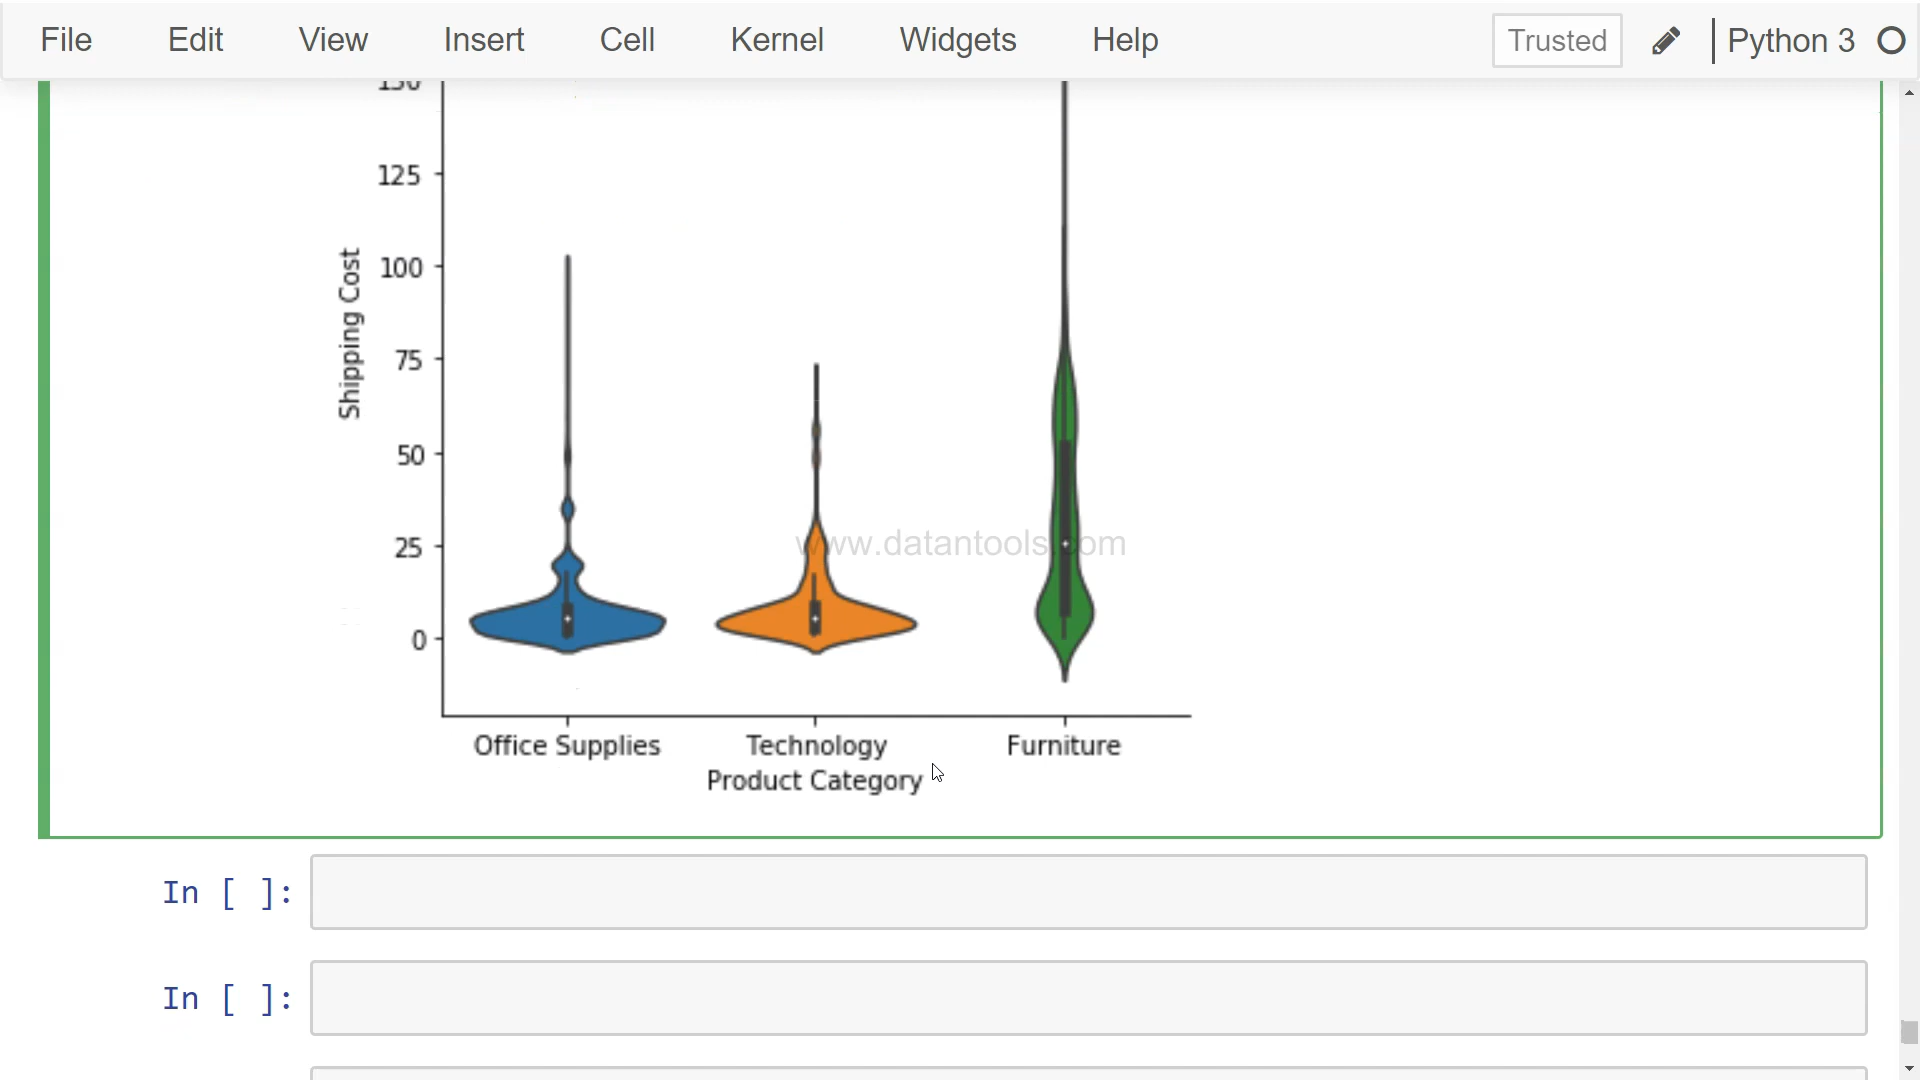 File Edit View Insert Cell Kernel Widgets Help Trusted Python 3
150
125
100
75
50
25
0
Shipping Cost
www.datantools.com
Office Supplies Technology Furniture
Product Category
In [ ]:
In [ ]: